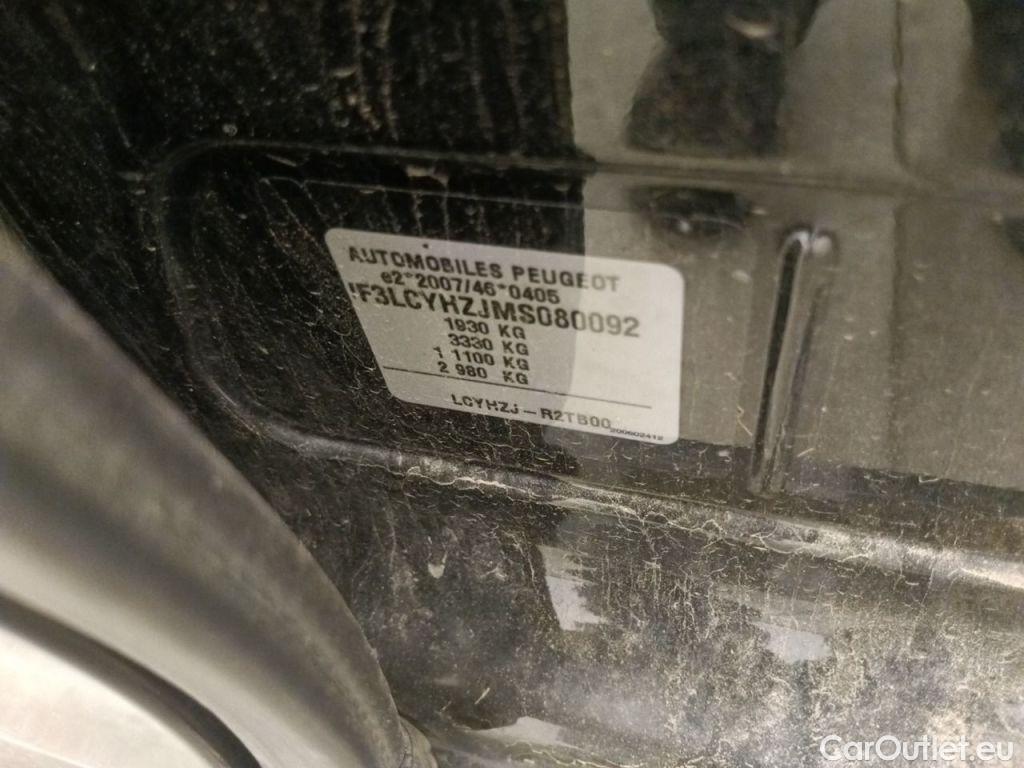 AUTOMOBILES PEUGEOT
e2*2007/46*0405
F3LCYHZJMS080092
1930 KG
3330 KG
1 1100 KG
2 980 KG
LCYHZJ-R2TB00
200602412
CarOutlet.eu